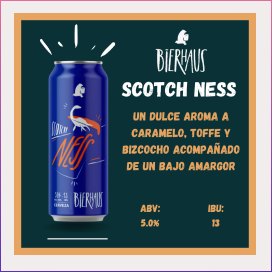 BIERHAUS
SCOTCH NESS
UN DULCE AROMA A
CARAMELO, TOFFE Y
BIZCOCHO ACOMPAÑADO
DE UN BAJO AMARGOR
ABV: IBU:
5.0% 13
SCOTCH
NESS
CERVEZA
BIERHAUS